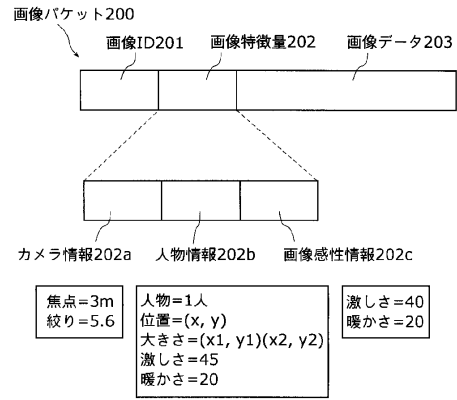 画像パケット200
画像ID201
画像特徴量202
画像データ203
カメラ情報202a
人物情報202b
画像感性情報202c
焦点=3m
絞り=5.6
人物=1人
位置=(x, y)
大きさ=(x1, y1)(x2, y2)
激しさ=45
暖かさ=20
激しさ=40
暖かさ=20